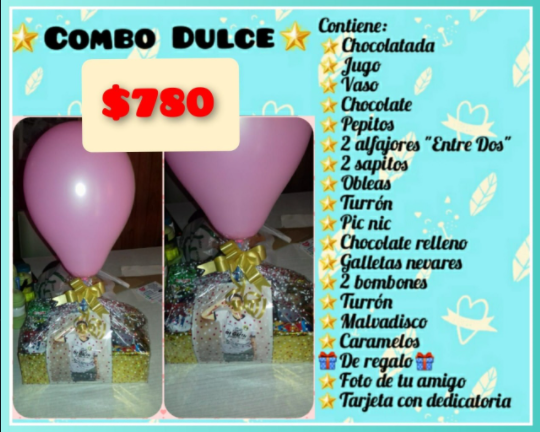 COMBO DULCE
$780
Contiene:
Chocolatada
Jugo
Vaso
Chocolate
Pepitos
2 alfajores "Entre Dos"
2 sapitos
Obleas
Turrón
Pic nic
Chocolate relleno
Galletas nevares
2 bombones
Turrón
Malvadisco
Caramelos
De regalo
Foto de tu amigo
Tarjeta con dedicatoria